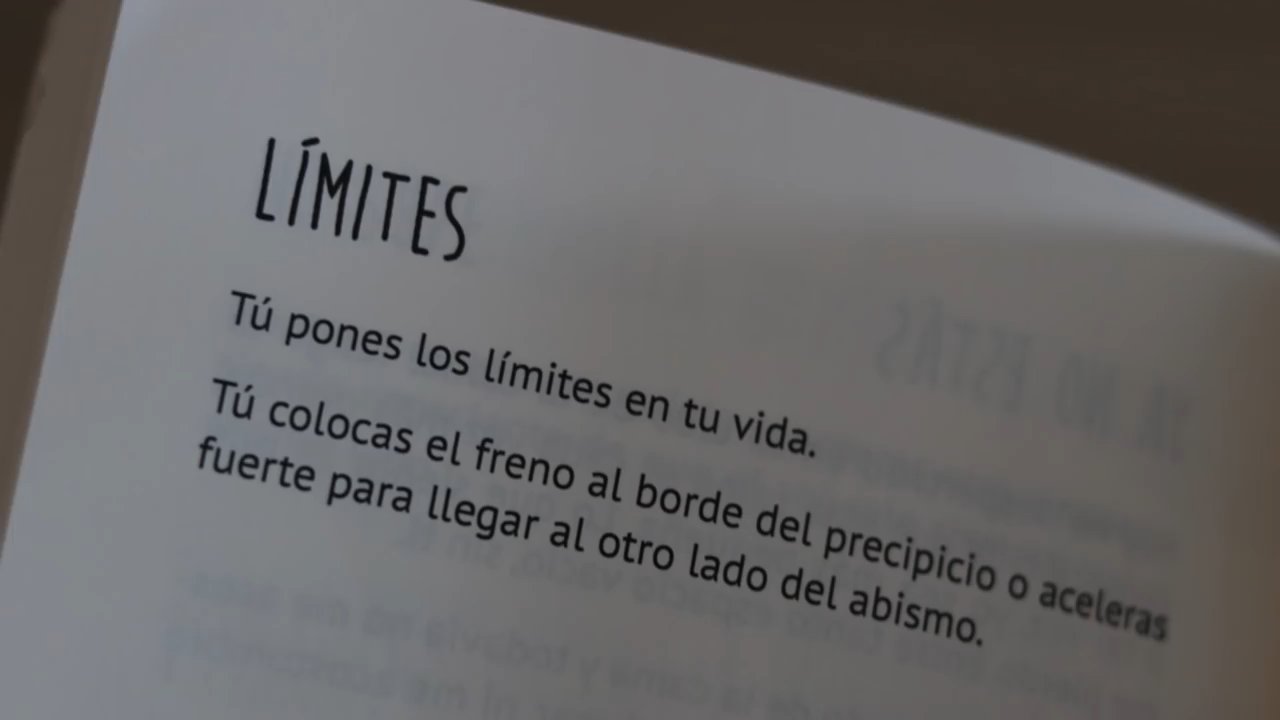 LÍMITES
Tú pones los límites en tu vida.
Tú colocas el freno al borde del precipicio o aceleras
fuerte para llegar al otro lado del abismo.